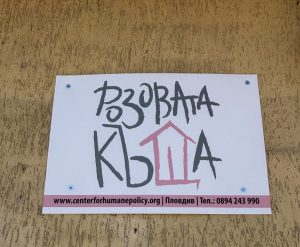 Розовата
къща
www.centerforhumanepolicy.org | Пловдив | Тел.: 0894 243 990